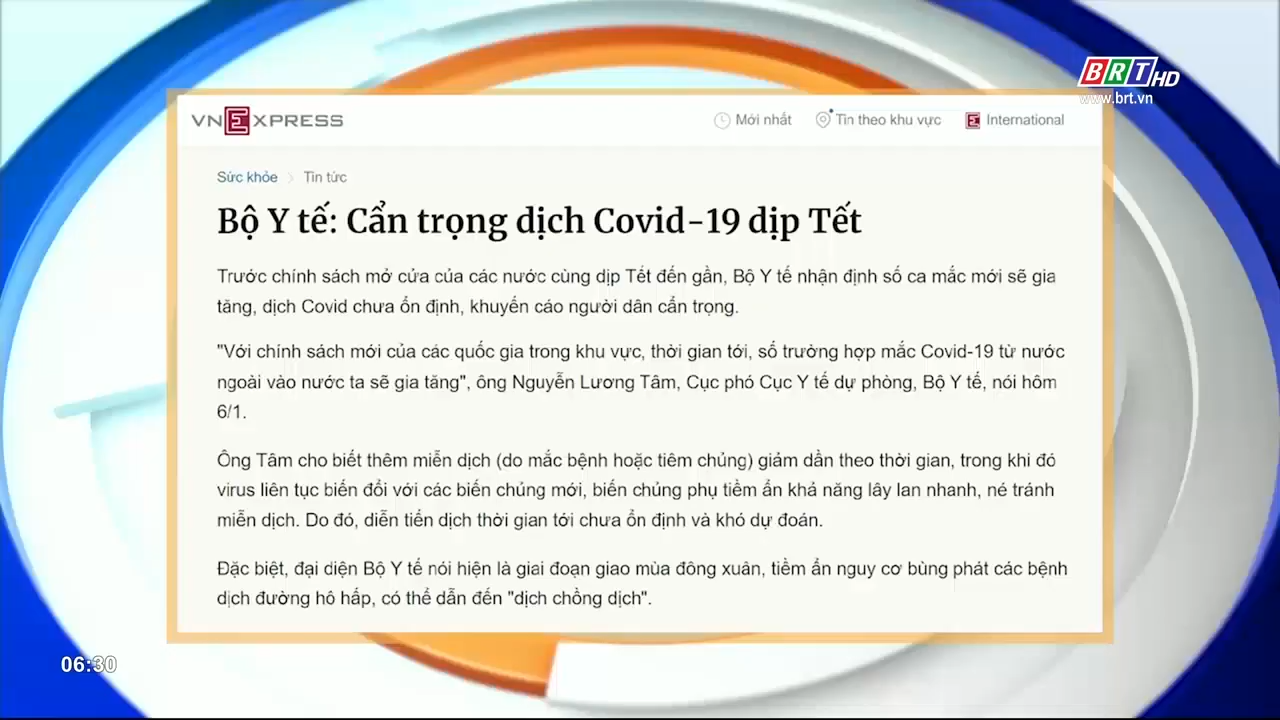 BRT HD
www.brt.vn
VNEXPRESS
Mới nhất
Tin theo khu vực
International
Sức khỏe > Tin tức
Bộ Y tế: Cẩn trọng dịch Covid-19 dịp Tết
Trước chính sách mở cửa của các nước cùng dịp Tết đến gần, Bộ Y tế nhận định số ca mắc mới sẽ gia
tăng, dịch Covid chưa ổn định, khuyến cáo người dân cẩn trọng.
"Với chính sách mới của các quốc gia trong khu vực, thời gian tới, số trường hợp mắc Covid-19 từ nước
ngoài vào nước ta sẽ gia tăng", ông Nguyễn Lương Tâm, Cục phó Cục Y tế dự phòng, Bộ Y tế, nói hôm
6/1.
Ông Tâm cho biết thêm miễn dịch (do mắc bệnh hoặc tiêm chủng) giảm dần theo thời gian, trong khi đó
virus liên tục biến đổi với các biến chủng mới, biến chủng phụ tiềm ẩn khả năng lây lan nhanh, né tránh
miễn dịch. Do đó, diễn tiến dịch thời gian tới chưa ổn định và khó dự đoán.
Đặc biệt, đại diện Bộ Y tế nói hiện là giai đoạn giao mùa đông xuân, tiềm ẩn nguy cơ bùng phát các bệnh
dịch đường hô hấp, có thể dẫn đến "dịch chồng dịch".
06:30